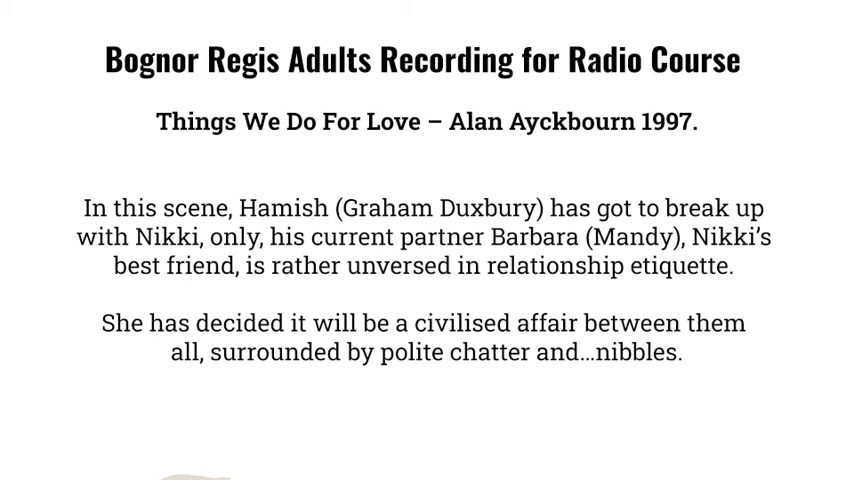 Bognor Regis Adults Recording for Radio Course
Things We Do For Love – Alan Ayckbourn 1997.
In this scene, Hamish (Graham Duxbury) has got to break up
with Nikki, only, his current partner Barbara (Mandy), Nikki’s
best friend, is rather unversed in relationship etiquette.
She has decided it will be a civilised affair between them
all, surrounded by polite chatter and...nibbles.